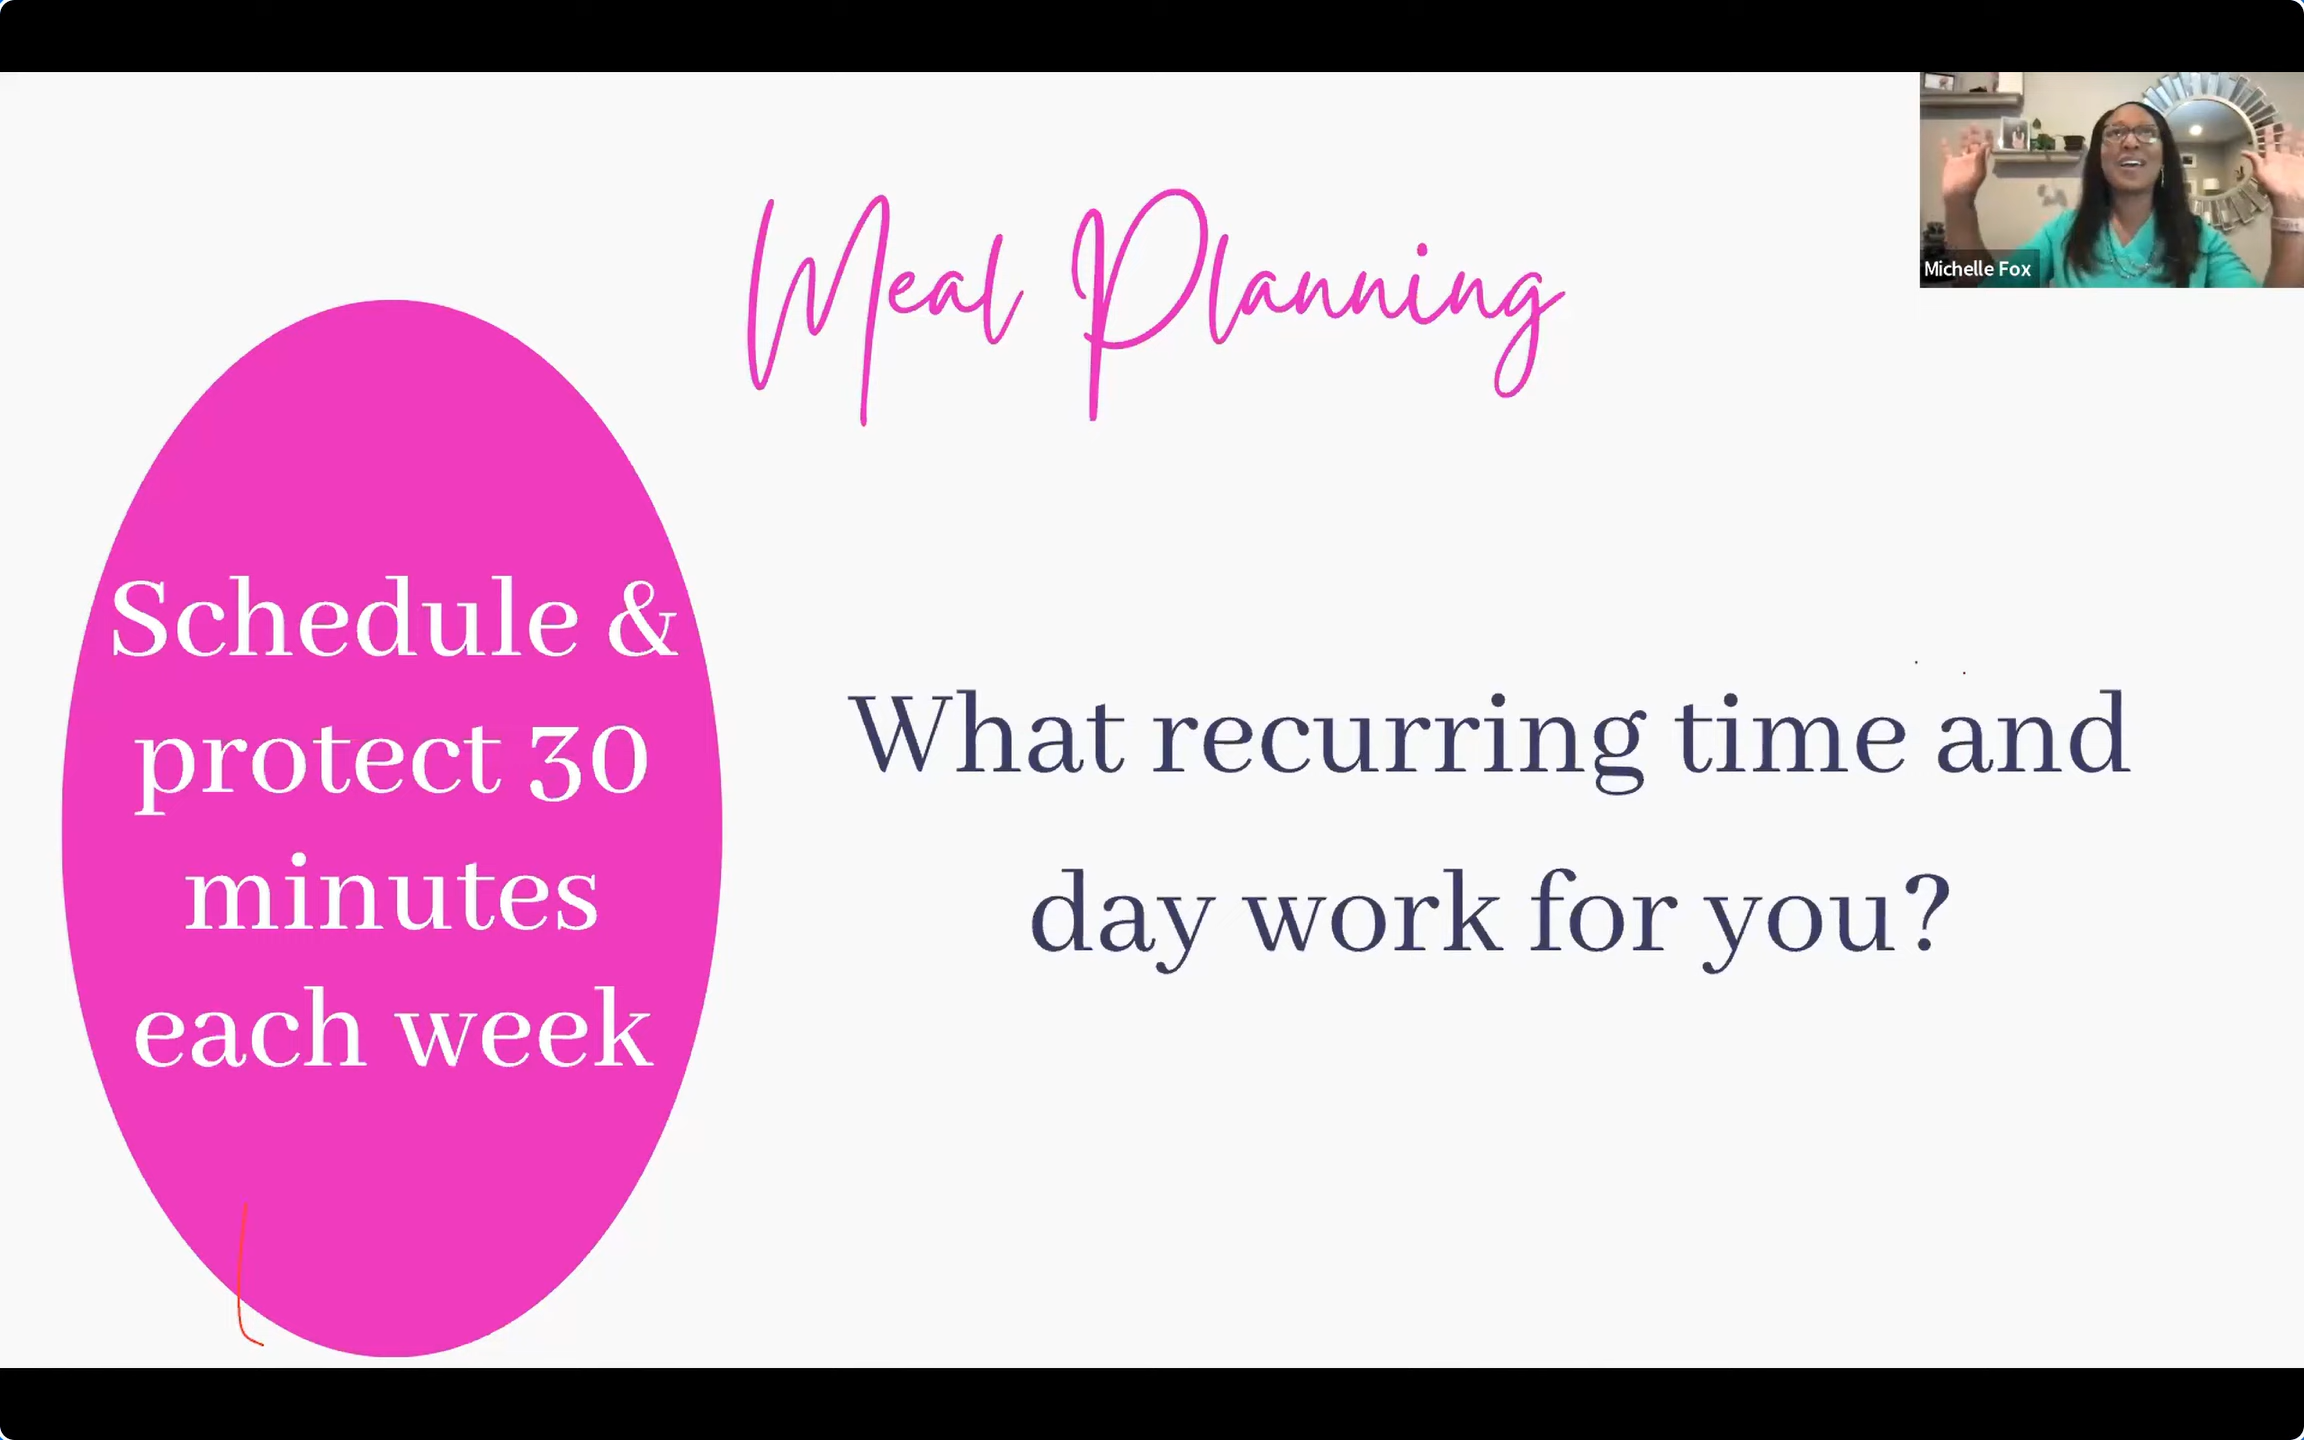 Meal Planning
Michelle Fox
Schedule &
protect 30
minutes
each week
What recurring time and
day work for you?